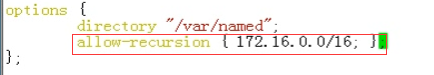 options {
directory "/var/named";
allow-recursion { 172.16.0.0/16; };
};